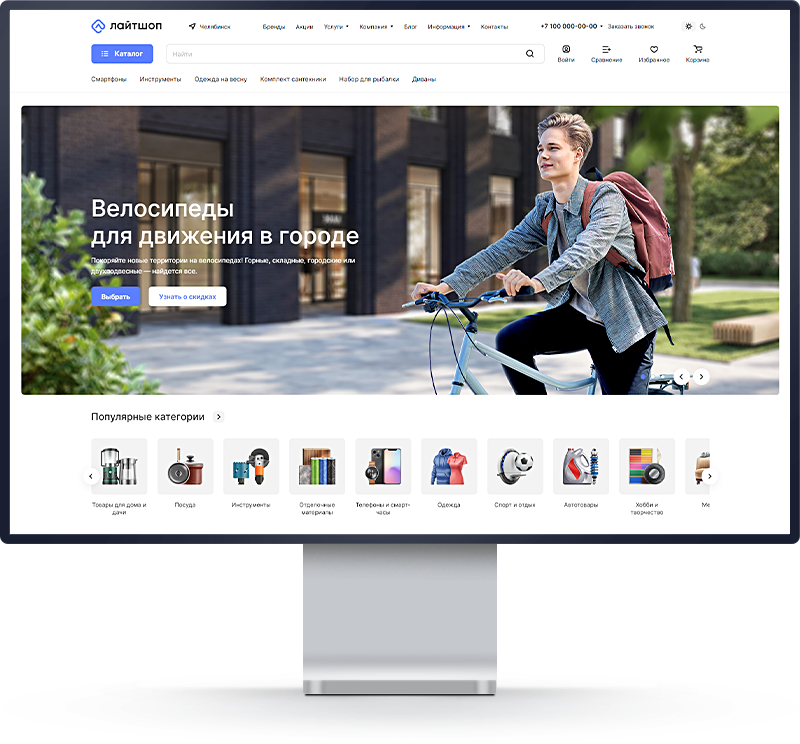 лайтшоп
Челябинск
Бренды
Акции
Услуги
Компания
Блог
Информация
Контакты
+7 100 000-00-00
Заказать звонок
Каталог
Найти
Войти
Сравнение
Избранное
Корзина
Смартфоны
Инструменты
Одежда на весну
Комплект сантехники
Набор для рыбалки
Диваны
Велосипеды
для движения в городе
Покоряйте новые территории на велосипедах! Горные, складные, городские или
двухподвесные — найдется все.
Выбрать
Узнать о скидках
Популярные категории
Товары для дома и
дачи
Посуда
Инструменты
Отделочные
материалы
Телефоны и смарт-
часы
Одежда
Спорт и отдых
Автотовары
Хобби и
творчество
Ме